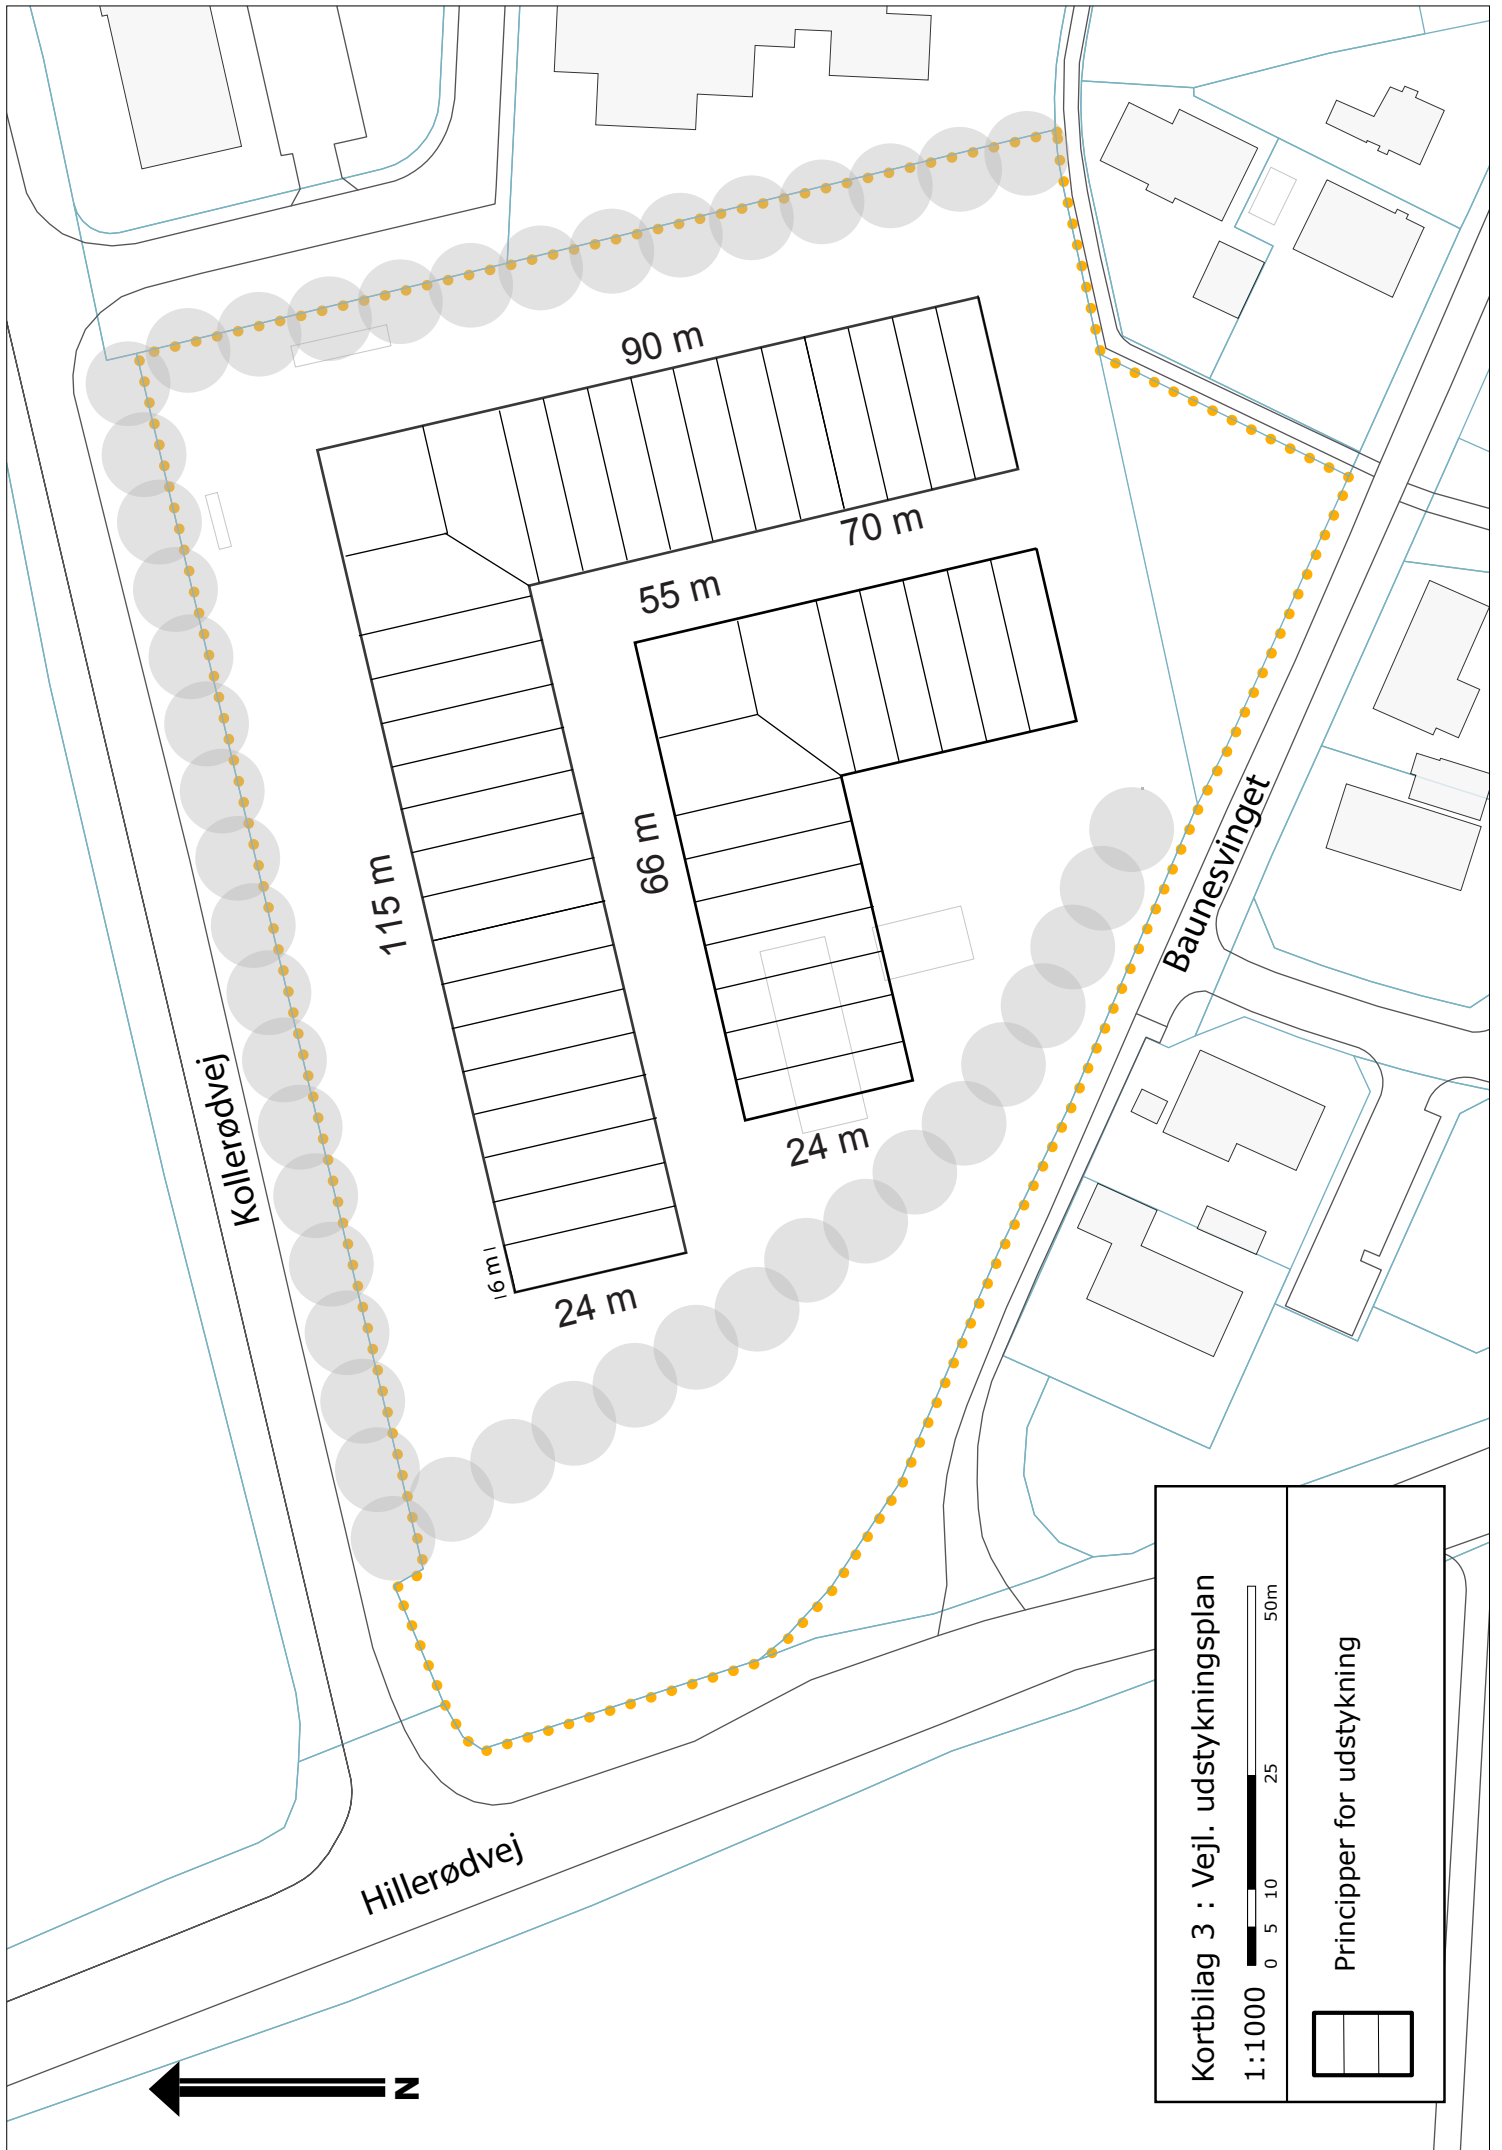 90 m
70 m
55 m
115 m
66 m
24 m
6 m
24 m
Kollerødvej
Baunesvinget
Hillerødvej
N
Kortbilag 3 : Vejl. udstykningsplan
1:1000
0 5 10 25 50m
Principper for udstykning